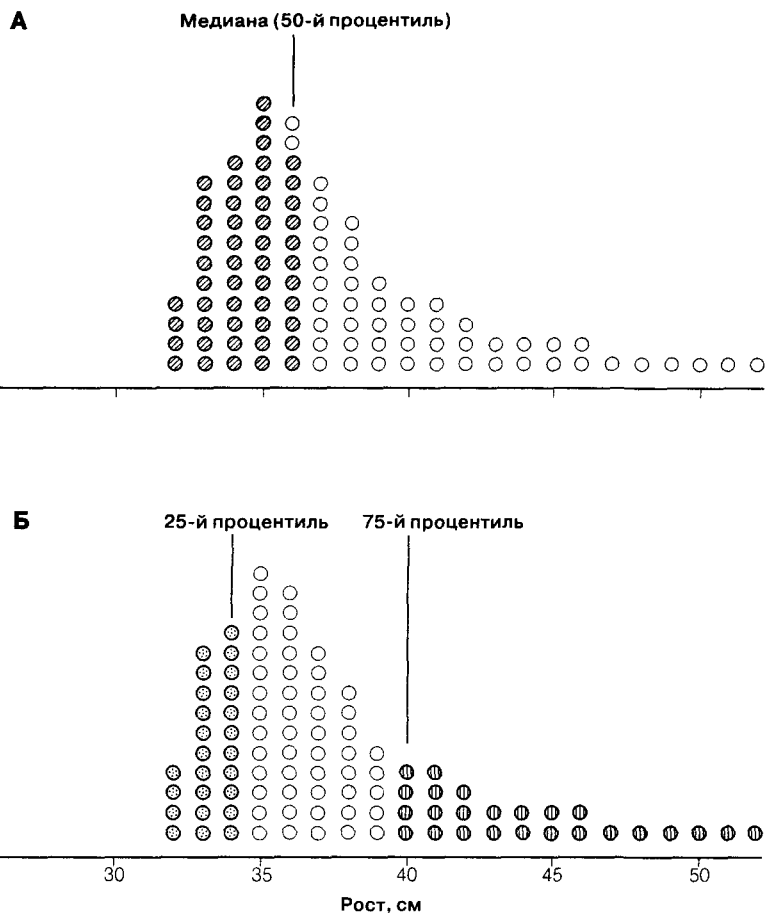 А
Медиана (50-й процентиль)
Б
25-й процентиль 75-й процентиль
30 35 40 45 50
Рост, см